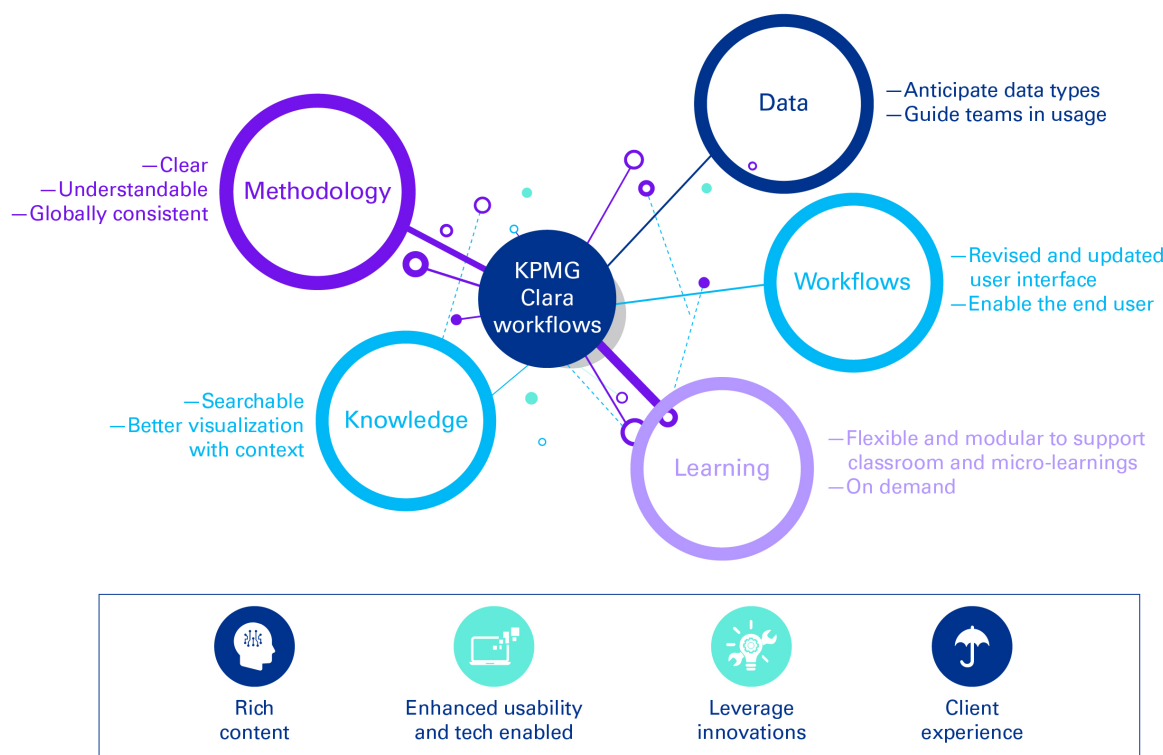 Data
—Anticipate data types
—Guide teams in usage
Methodology
—Clear
—Understandable
—Globally consistent
KPMG
Clara
workflows
Workflows
—Revised and updated
user interface
—Enable the end user
Knowledge
—Searchable
—Better visualization
with context
Learning
—Flexible and modular to support
classroom and micro-learnings
—On demand
Rich
content
Enhanced usability
and tech enabled
Leverage
innovations
Client
experience